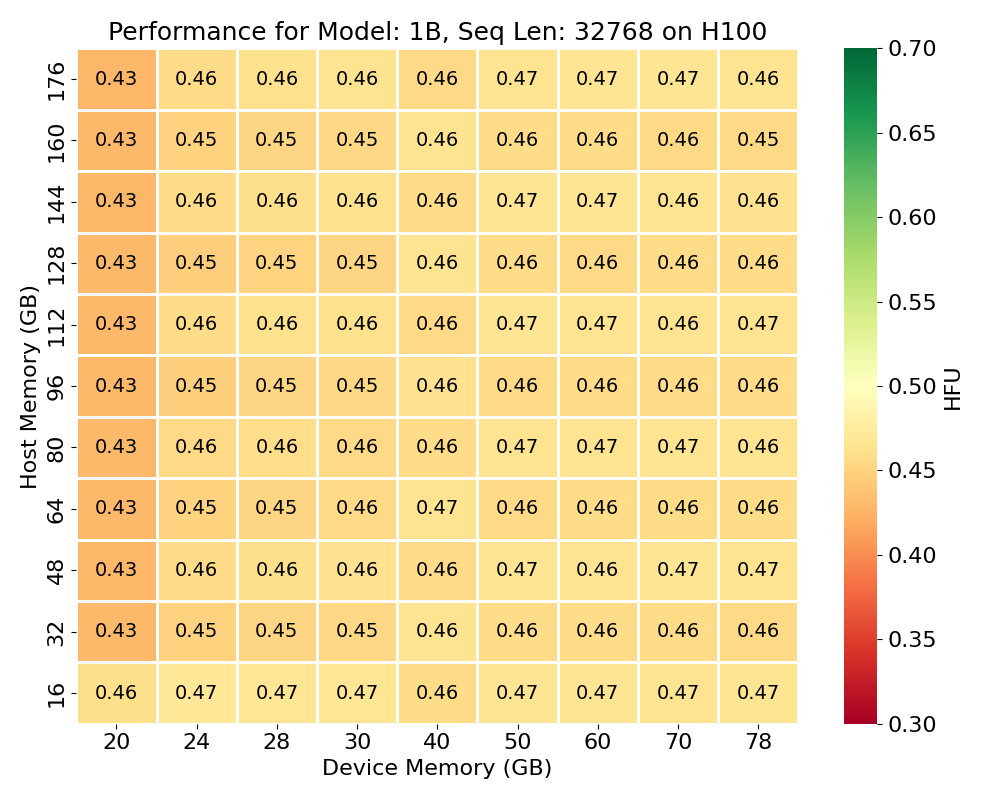 Performance for Model: 1B, Seq Len: 32768 on H100
Host Memory (GB)
176 0.43 0.46 0.46 0.46 0.46 0.47 0.47 0.47 0.46
160 0.43 0.45 0.45 0.45 0.46 0.46 0.46 0.46 0.45
144 0.43 0.46 0.46 0.46 0.46 0.47 0.47 0.46 0.46
128 0.43 0.45 0.45 0.45 0.46 0.46 0.46 0.46 0.46
112 0.43 0.46 0.46 0.46 0.46 0.47 0.47 0.46 0.47
96 0.43 0.45 0.45 0.45 0.46 0.46 0.46 0.46 0.46
80 0.43 0.46 0.46 0.46 0.46 0.47 0.47 0.47 0.46
64 0.43 0.45 0.45 0.46 0.47 0.46 0.46 0.46 0.46
48 0.43 0.46 0.46 0.46 0.46 0.47 0.46 0.47 0.47
32 0.43 0.45 0.45 0.45 0.46 0.46 0.46 0.46 0.46
16 0.46 0.47 0.47 0.47 0.46 0.47 0.47 0.47 0.47
20 24 28 30 40 50 60 70 78
Device Memory (GB)
0.70
0.65
0.60
0.55
0.50
0.45
0.40
0.35
0.30
HFU